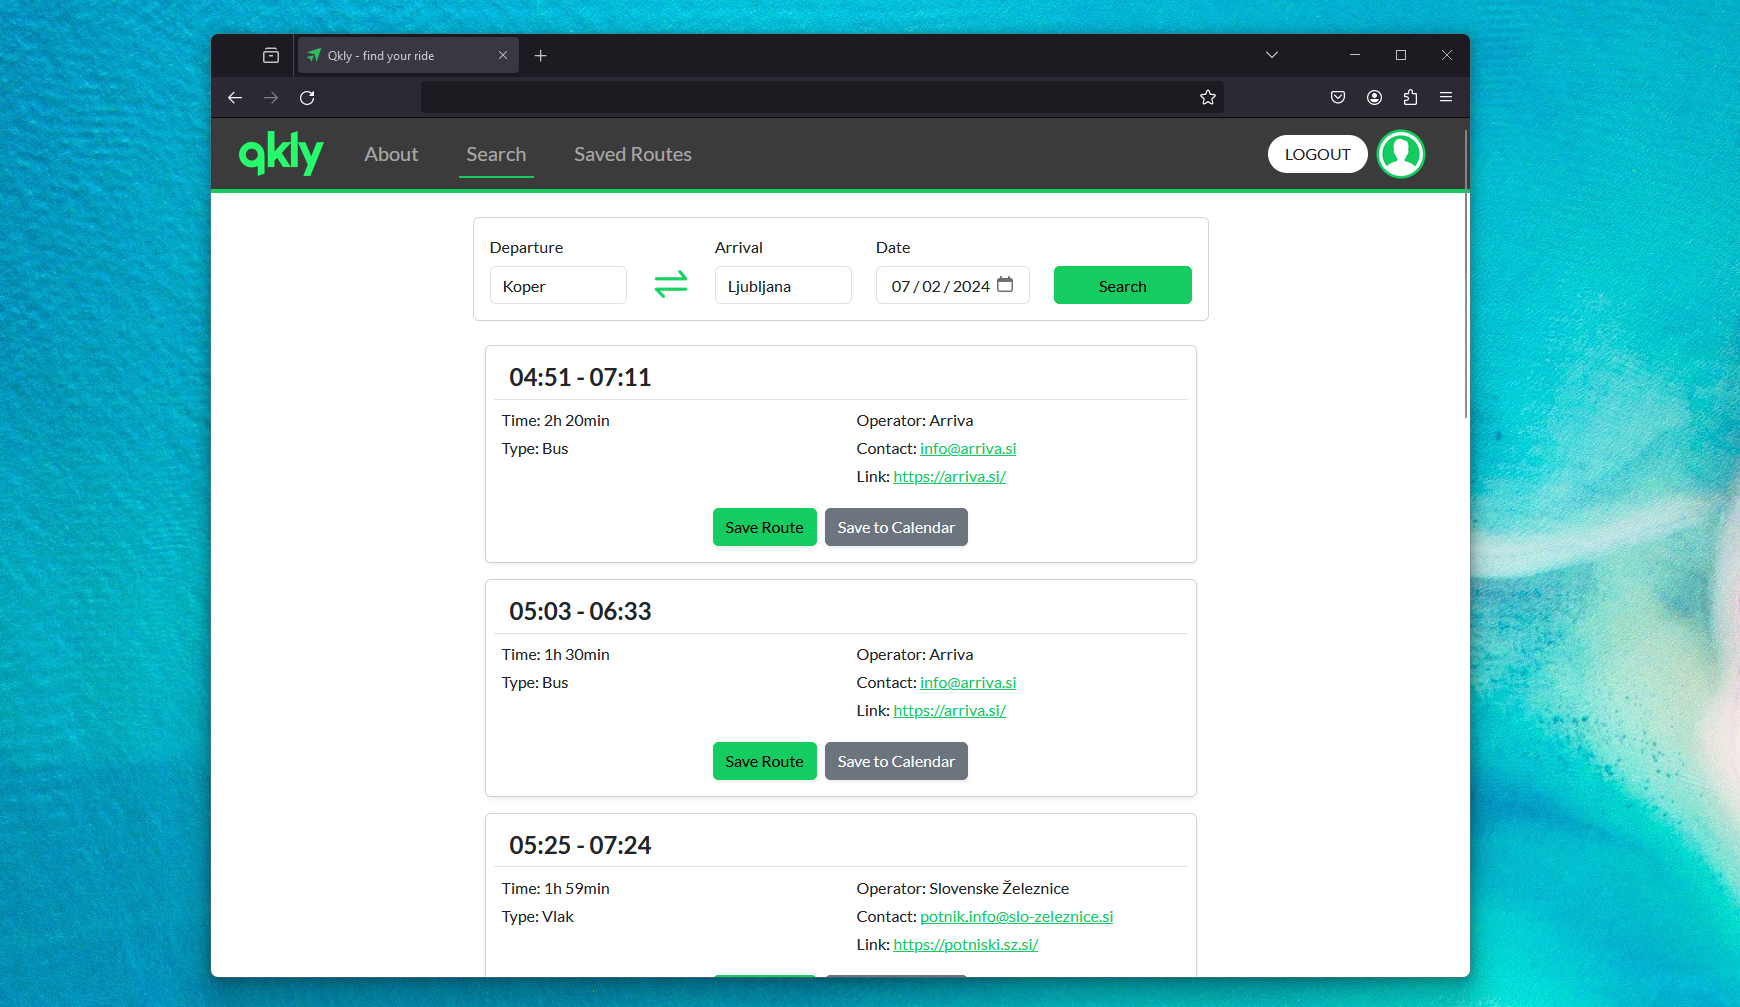 Qkly - find your ride
qkly
About
Search
Saved Routes
LOGOUT
Departure
Arrival
Date
Koper
Ljubljana
07 / 02 / 2024
Search
04:51 - 07:11
Time: 2h 20min
Operator: Arriva
Type: Bus
Contact: info@arriva.si
Link: https://arriva.si/
Save Route
Save to Calendar
05:03 - 06:33
Time: 1h 30min
Operator: Arriva
Type: Bus
Contact: info@arriva.si
Link: https://arriva.si/
Save Route
Save to Calendar
05:25 - 07:24
Time: 1h 59min
Operator: Slovenske Železnice
Type: Vlak
Contact: potnik.info@slo-zeleznice.si
Link: https://potniski.sz.si/